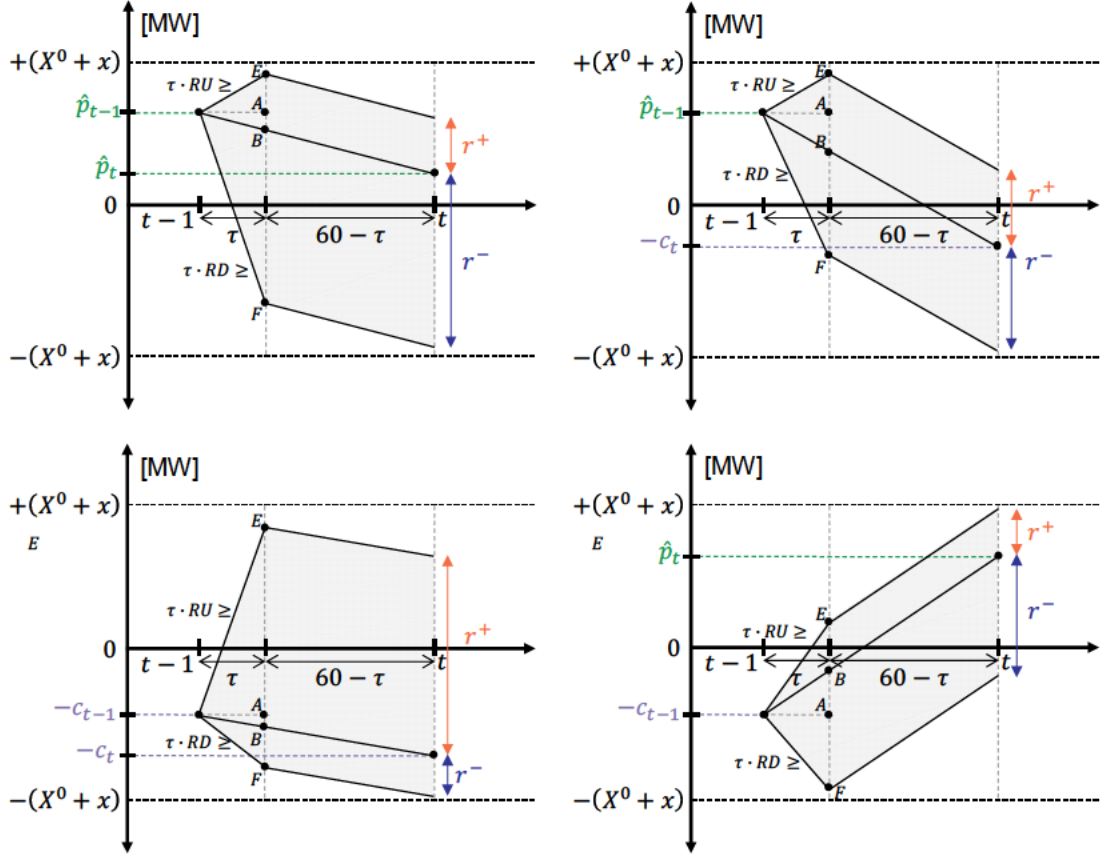 [MW]
+(X⁰ + x)
τ · RU ≥
E
p̂ₜ₋₁
A
B
r⁺
p̂ₜ
0
t − 1
τ
60 − τ
t
τ · RD ≥
r⁻
F
−(X⁰ + x)
[MW]
+(X⁰ + x)
τ · RU ≥
E
p̂ₜ₋₁
A
B
τ · RD ≥
r⁺
0
t − 1
τ
60 − τ
t
−cₜ
F
r⁻
−(X⁰ + x)
[MW]
+(X⁰ + x)
E
E
τ · RU ≥
r⁺
0
t − 1
τ
60 − τ
t
−cₜ₋₁
A
B
τ · RD ≥
−cₜ
F
r⁻
−(X⁰ + x)
[MW]
+(X⁰ + x)
E
r⁺
p̂ₜ
r⁻
E
τ · RU ≥
0
t − 1
τ
60 − τ
t
B
−cₜ₋₁
A
τ · RD ≥
F
−(X⁰ + x)